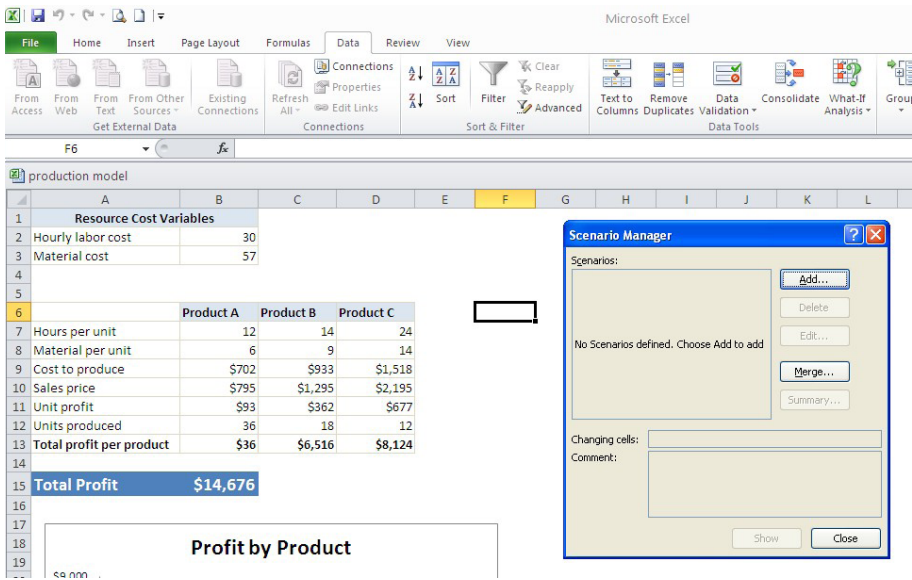 Microsoft Excel
File Home Insert Page Layout Formulas Data Review View
From Access From Web From Text From Other Sources Existing Connections Refresh All Connections Properties Edit Links Sort Filter Clear Reapply Advanced Text to Columns Remove Duplicates Data Validation Consolidate What-If Analysis Group
Get External Data Connections Sort & Filter Data Tools
F6 fx
production model
A B C D E F G H I J K L
1 Resource Cost Variables
2 Hourly labor cost 30
3 Material cost 57
4
5
6 Product A Product B Product C
7 Hours per unit 12 14 24
8 Material per unit 6 9 14
9 Cost to produce $702 $933 $1,518
10 Sales price $795 $1,295 $2,195
11 Unit profit $93 $362 $677
12 Units produced 36 18 12
13 Total profit per product $36 $6,516 $8,124
14
15 Total Profit $14,676
16
17
18 Profit by Product
19
$9,000
Scenario Manager
Scenarios:
No Scenarios defined. Choose Add to add
Add...
Delete
Edit...
Merge...
Summary...
Changing cells:
Comment:
Show Close